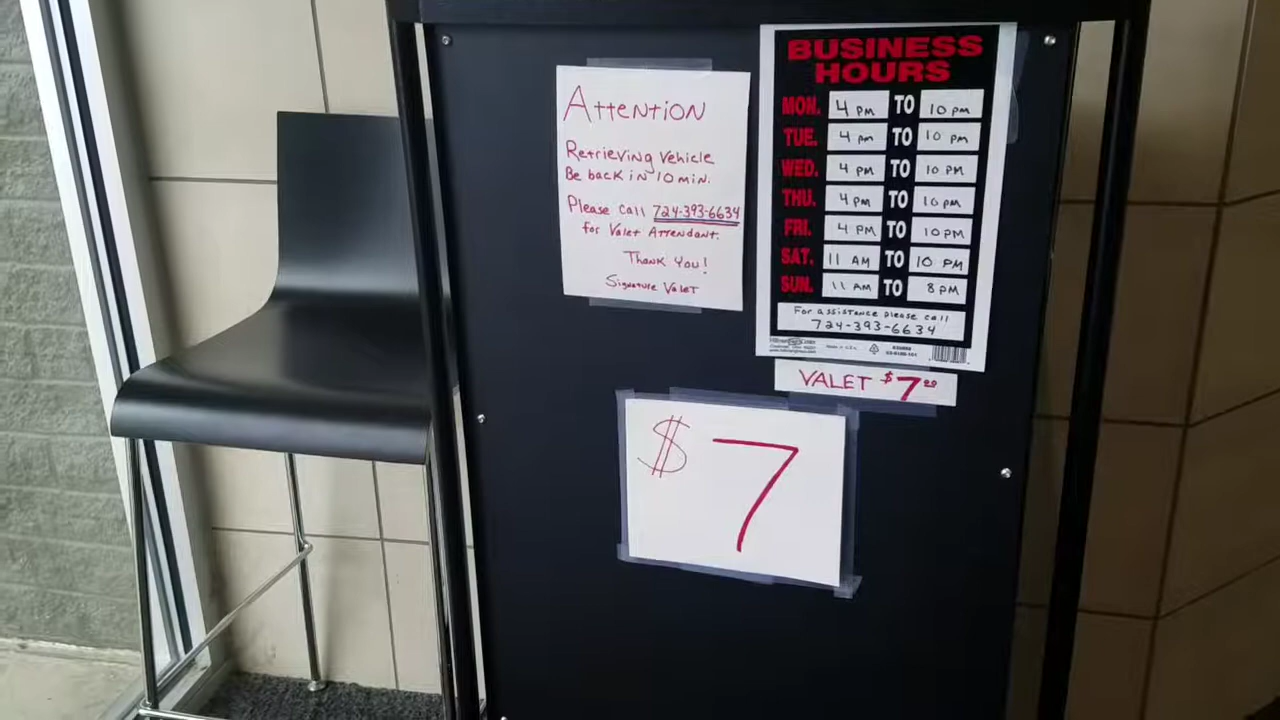 Attention
Retrieving Vehicle
Be back in 10 min.
Please call 724-393-6634
for Valet Attendant.
Thank You!
Signature Valet
BUSINESS
HOURS
MON. 4 PM TO 10 PM
TUE. 4 PM TO 10 PM
WED. 4 PM TO 10 PM
THU. 4 PM TO 10 PM
FRI. 4 PM TO 10 PM
SAT. 11 AM TO 10 PM
SUN. 11 AM TO 8 PM
For assistance please call
724-393-6634
VALET $7.00
$7